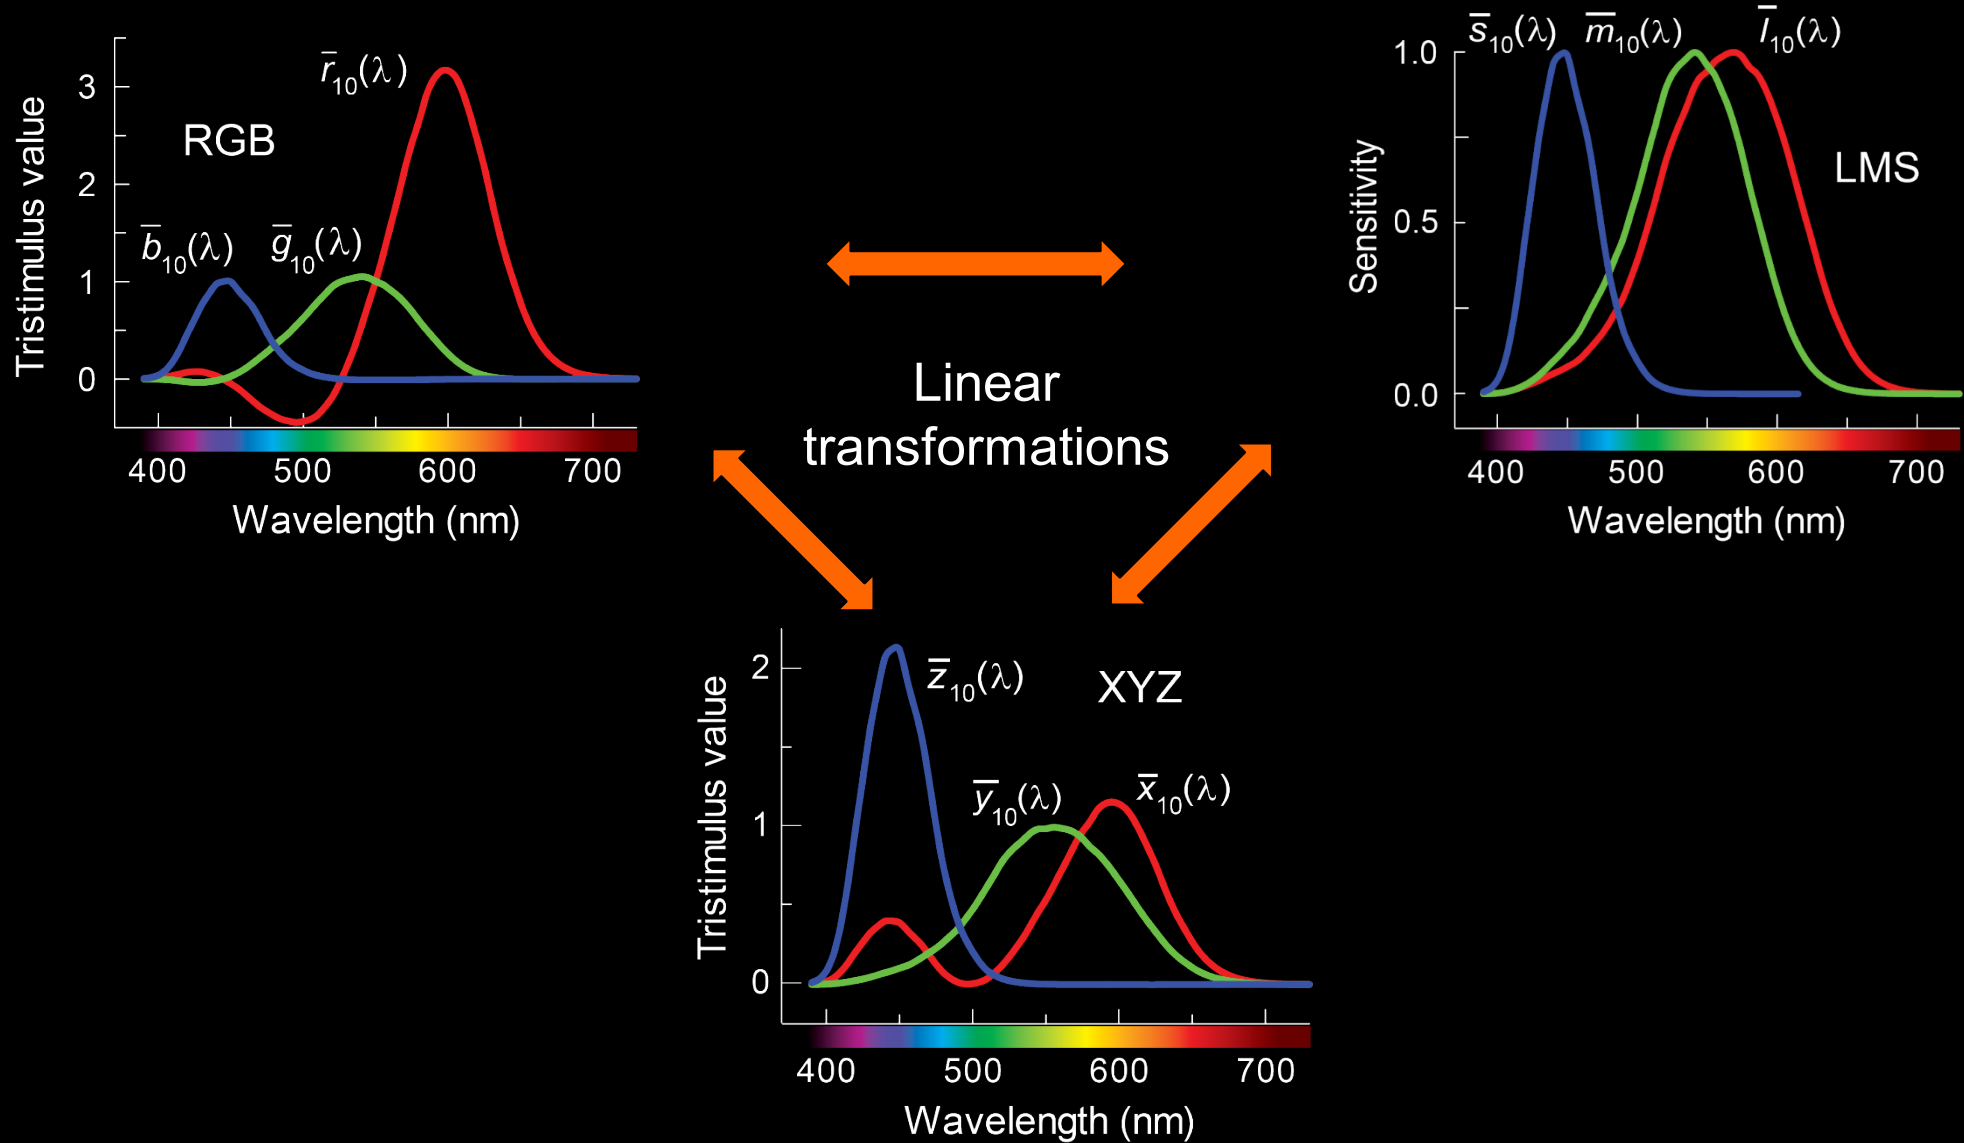 r̅₁₀(λ)
RGB
b̅₁₀(λ)
g̅₁₀(λ)
Tristimulus value
3
2
1
0
400 500 600 700
Wavelength (nm)
s̅₁₀(λ) m̅₁₀(λ) l̅₁₀(λ)
LMS
Sensitivity
1.0
0.5
0.0
400 500 600 700
Wavelength (nm)
Linear
transformations
z̅₁₀(λ)
XYZ
y̅₁₀(λ)
x̅₁₀(λ)
Tristimulus value
2
1
0
400 500 600 700
Wavelength (nm)